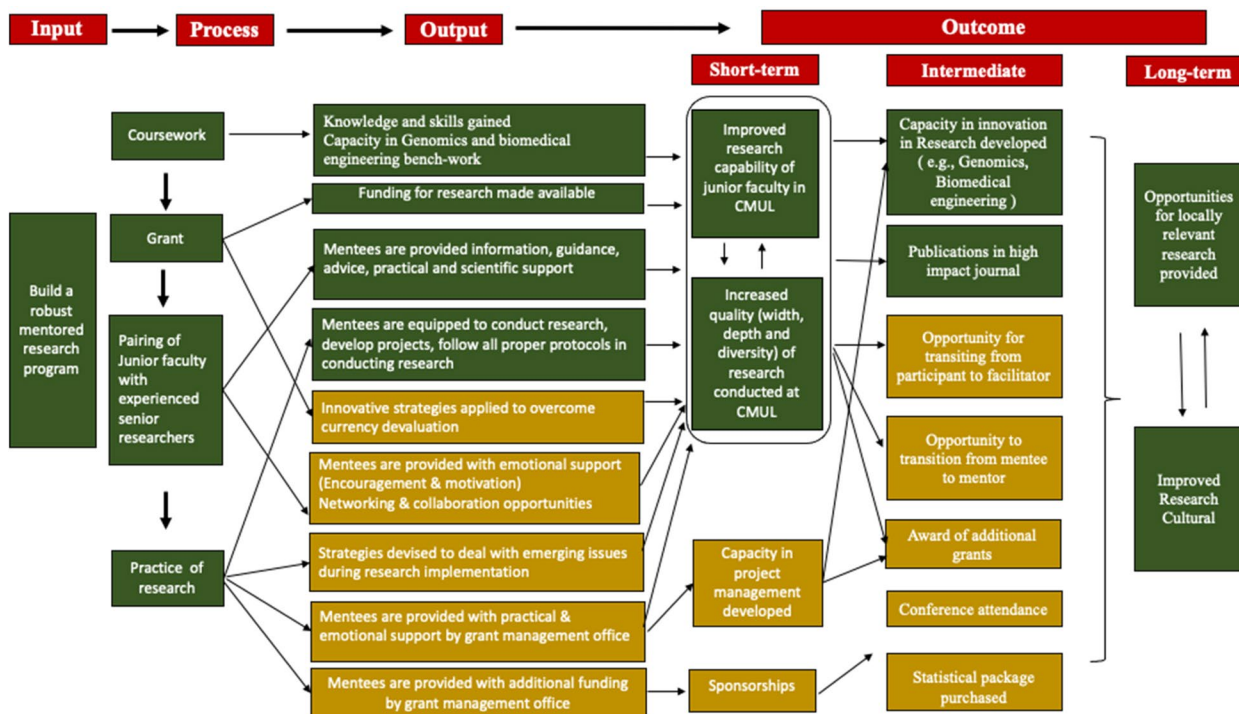 Input
Process
Output
Outcome
Short-term
Intermediate
Long-term
Build a
robust
mentored
research
program
Coursework
Grant
Pairing of
Junior faculty
with
experienced
senior
researchers
Practice of
research
Knowledge and skills gained
Capacity in Genomics and biomedical
engineering bench-work
Funding for research made available
Mentees are provided information, guidance,
advice, practical and scientific support
Mentees are equipped to conduct research,
develop projects, follow all proper protocols in
conducting research
Innovative strategies applied to overcome
currency devaluation
Mentees are provided with emotional support
(Encouragement & motivation)
Networking & collaboration opportunities
Strategies devised to deal with emerging issues
during research implementation
Mentees are provided with practical &
emotional support by grant management office
Mentees are provided with additional funding
by grant management office
Improved
research
capability of
junior faculty in
CMUL
Increased
quality (width,
depth and
diversity) of
research
conducted at
CMUL
Capacity in
project
management
developed
Sponsorships
Capacity in innovation
in Research developed
( e.g., Genomics,
Biomedical
engineering )
Publications in high
impact journal
Opportunity for
transiting from
participant to facilitator
Opportunity to
transition from mentee
to mentor
Award of additional
grants
Conference attendance
Statistical package
purchased
Opportunities
for locally
relevant
research
provided
Improved
Research
Cultural